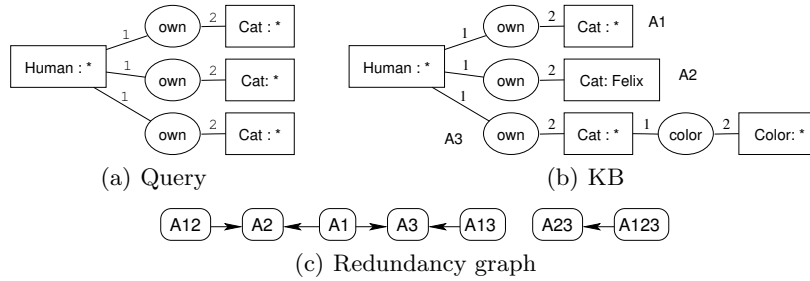 1 own 2 Cat : *
Human : * 1 own 2 Cat: *
1 own 2 Cat : *
(a) Query
1 own 2 Cat : * A1
Human : * 1 own 2 Cat: Felix A2
A3 1 own 2 Cat : * 1 color 2 Color: *
(b) KB
A12 A2 A1 A3 A13 A23 A123
(c) Redundancy graph